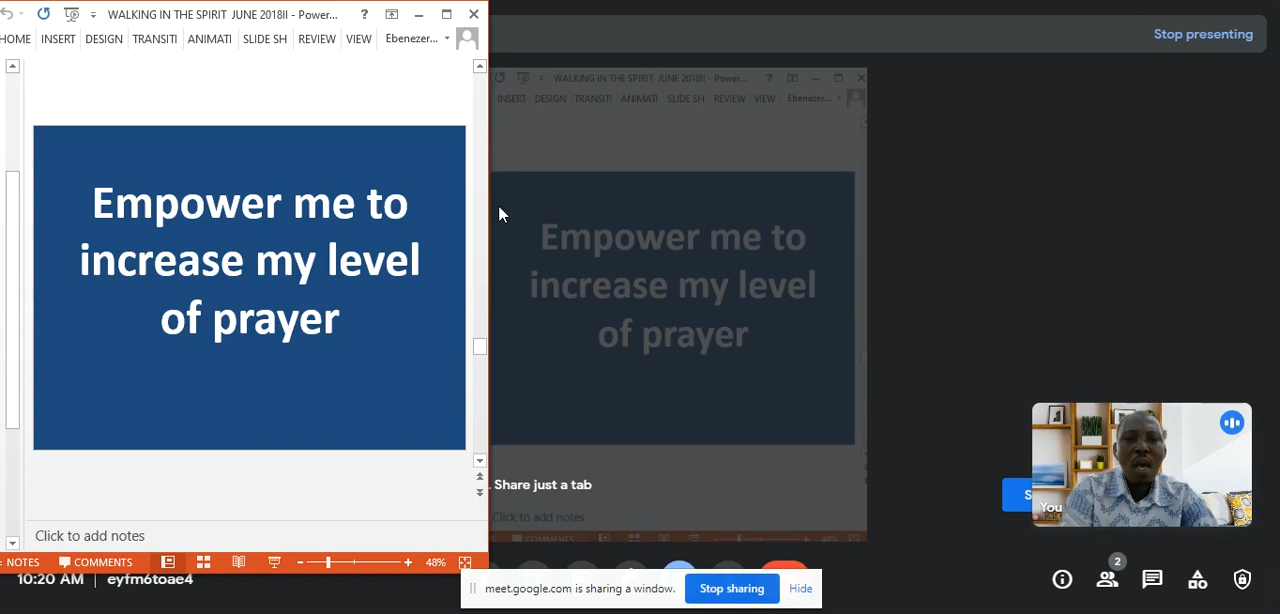 WALKING IN THE SPIRIT JUNE 2018II - Power... ?
HOME INSERT DESIGN TRANSITI ANIMATI SLIDE SH REVIEW VIEW Ebenezer...
Empower me to
increase my level
of prayer
Click to add notes
NOTES COMMENTS 48%
10:20 AM | eyfm6toae4
Stop presenting
WALKING IN THE SPIRIT JUNE 2018II - Power... ?
INSERT DESIGN TRANSITI ANIMATI SLIDE SH REVIEW VIEW Ebenezer...
Empower me to
increase my level
of prayer
Share just a tab
Click to add notes
COMMENTS 48%
meet.google.com is sharing a window. Stop sharing Hide
You
2